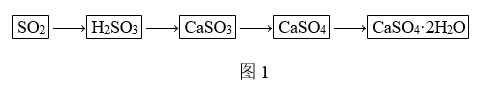 SO₂ ⟶ H₂SO₃ ⟶ CaSO₃ ⟶ CaSO₄ ⟶ CaSO₄·2H₂O
图 1